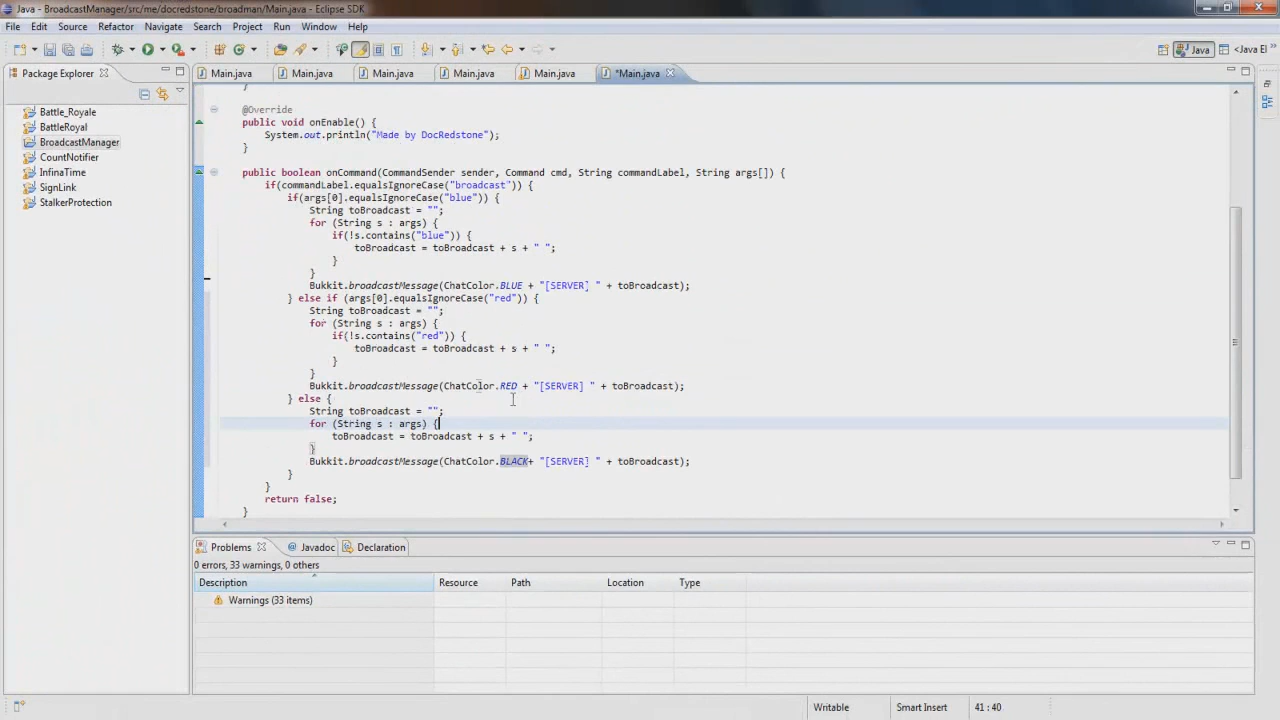 Java - BroadcastManager/src/me/docredstone/broadman/Main.java - Eclipse SDK
File Edit Source Refactor Navigate Search Project Run Window Help
Java <Java EI »
Package Explorer
Main.java Main.java Main.java Main.java Main.java *Main.java
Battle_Royale
BattleRoyal
BroadcastManager
CountNotifier
InfinaTime
SignLink
StalkerProtection
}
@Override
public void onEnable() {
System.out.println("Made by DocRedstone");
}
public boolean onCommand(CommandSender sender, Command cmd, String commandLabel, String args[]) {
if(commandLabel.equalsIgnoreCase("broadcast")) {
if(args[0].equalsIgnoreCase("blue")) {
String toBroadcast = "";
for (String s : args) {
if(!s.contains("blue")) {
toBroadcast = toBroadcast + s + " ";
}
}
Bukkit.broadcastMessage(ChatColor.BLUE + "[SERVER] " + toBroadcast);
} else if (args[0].equalsIgnoreCase("red")) {
String toBroadcast = "";
for (String s : args) {
if(!s.contains("red")) {
toBroadcast = toBroadcast + s + " ";
}
}
Bukkit.broadcastMessage(ChatColor.RED + "[SERVER] " + toBroadcast);
} else {
String toBroadcast = "";
for (String s : args) {
toBroadcast = toBroadcast + s + " ";
}
Bukkit.broadcastMessage(ChatColor.BLACK+ "[SERVER] " + toBroadcast);
}
}
return false;
}
Problems Javadoc Declaration
0 errors, 33 warnings, 0 others
Description Resource Path Location Type
Warnings (33 items)
Writable Smart Insert 41 : 40